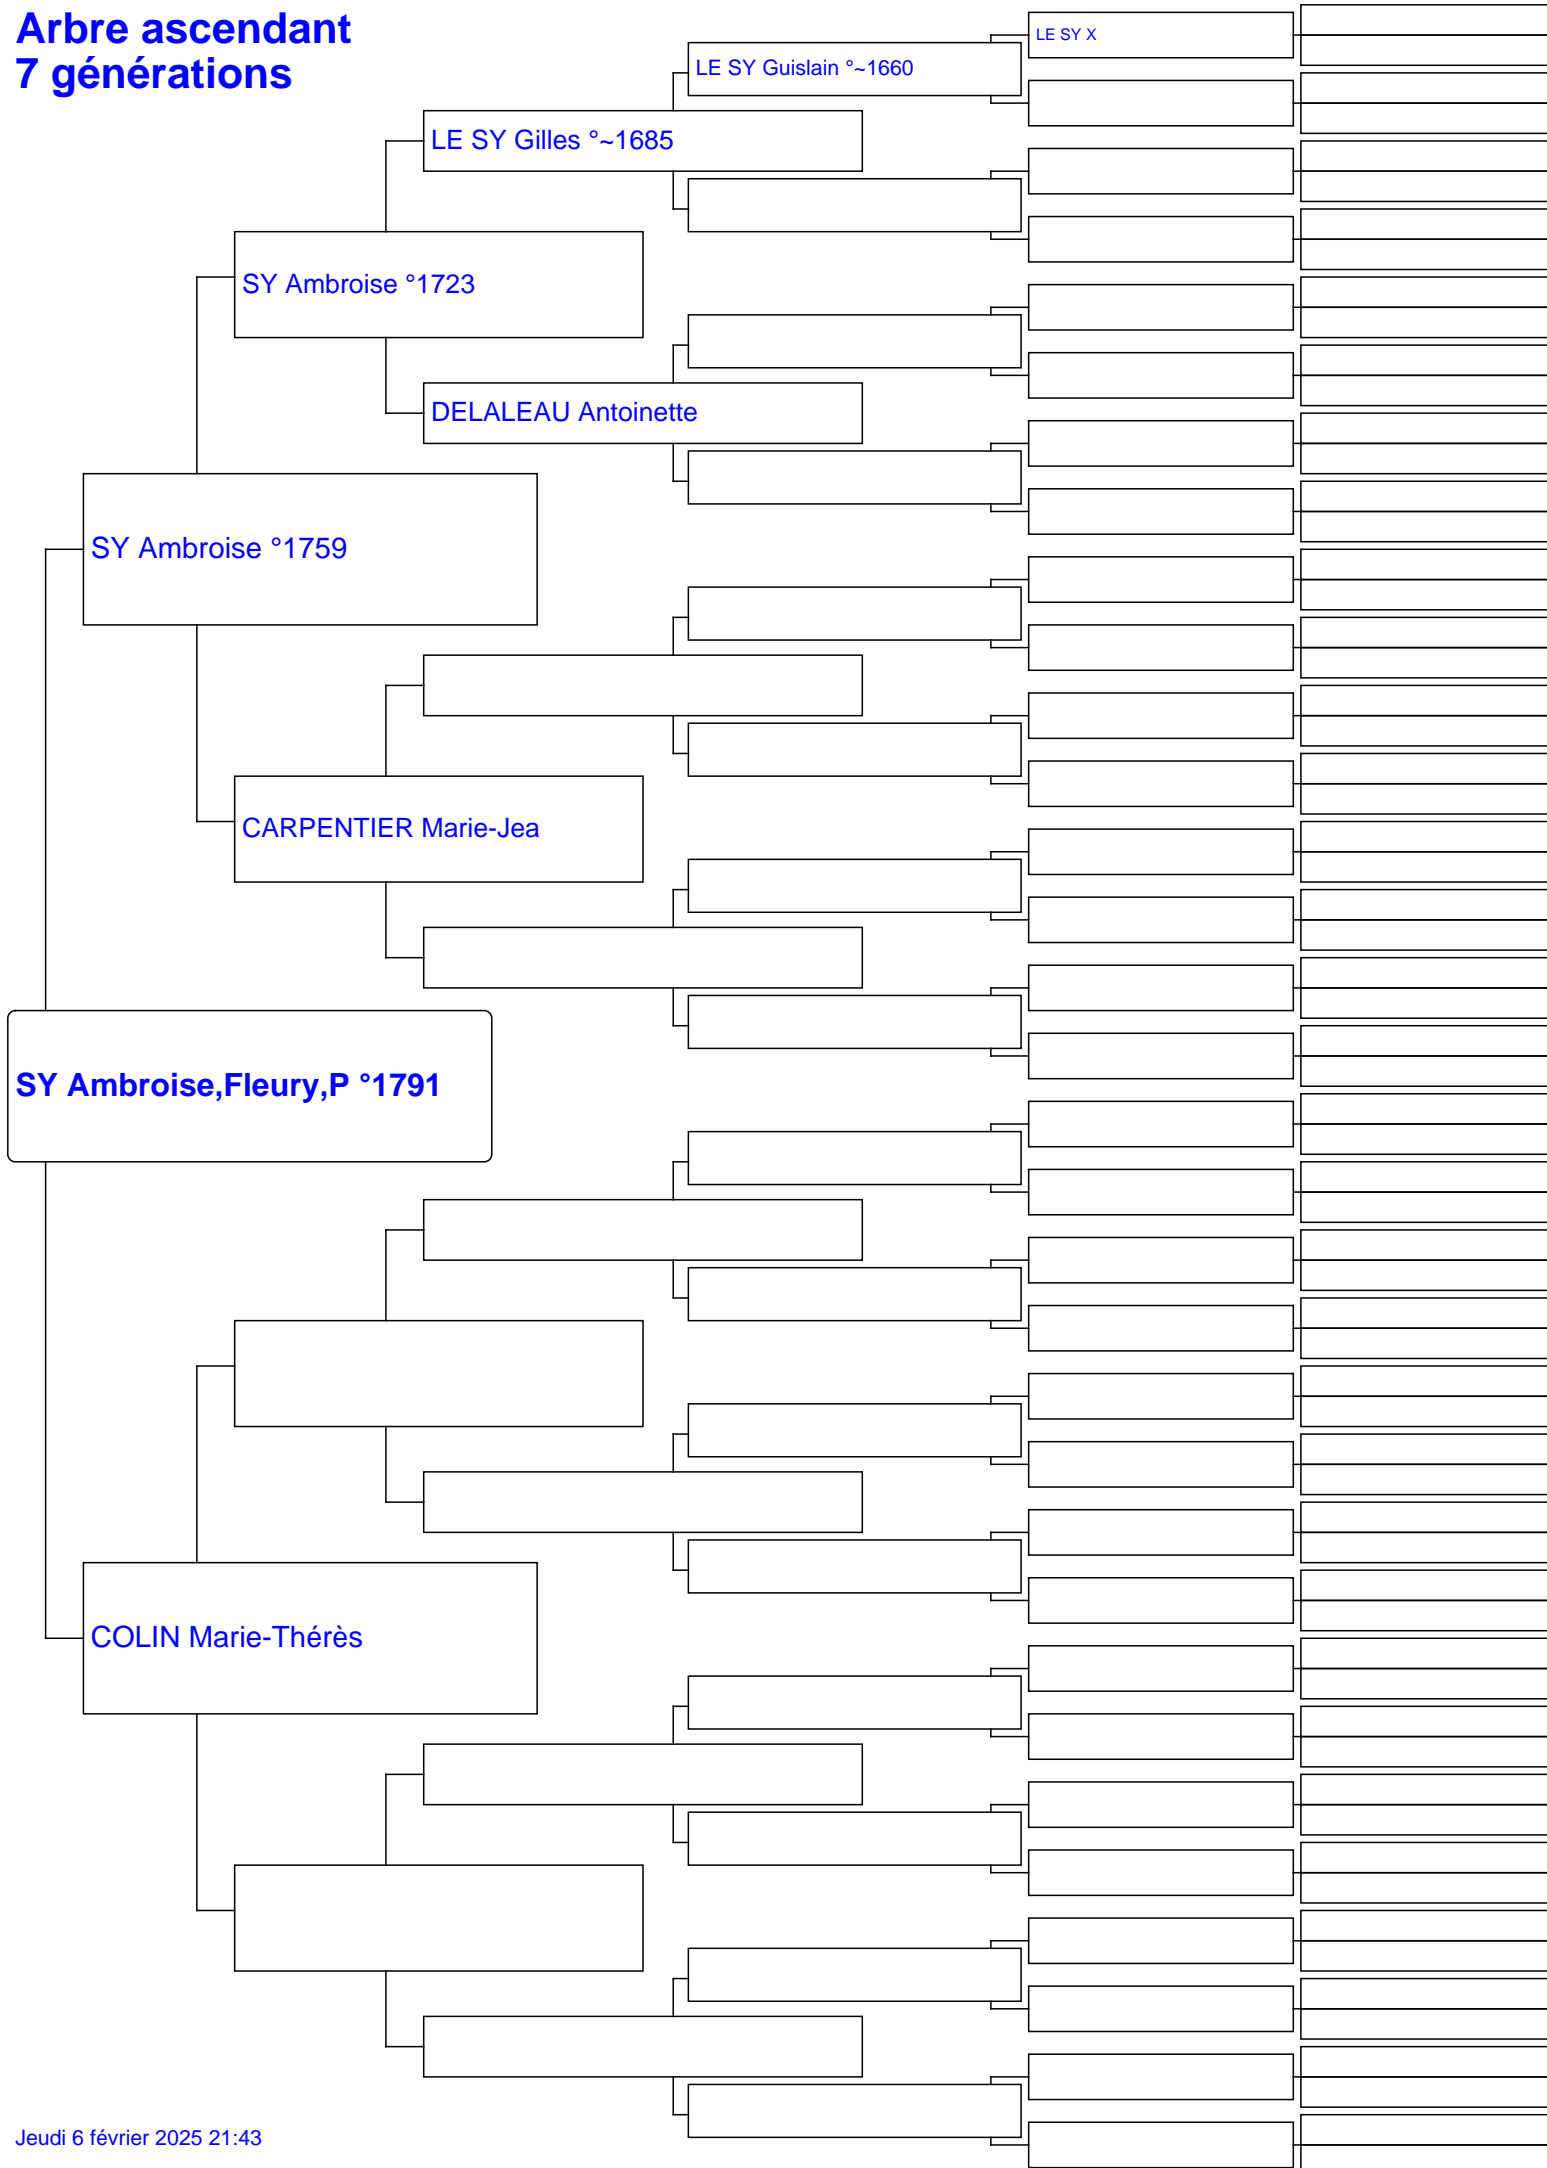 Arbre ascendant
7 générations
LE SY X
LE SY Guislain °~1660
LE SY Gilles °~1685
SY Ambroise °1723
DELALEAU Antoinette
SY Ambroise °1759
CARPENTIER Marie-Jea
SY Ambroise,Fleury,P °1791
COLIN Marie-Thérès
Jeudi 6 février 2025 21:43